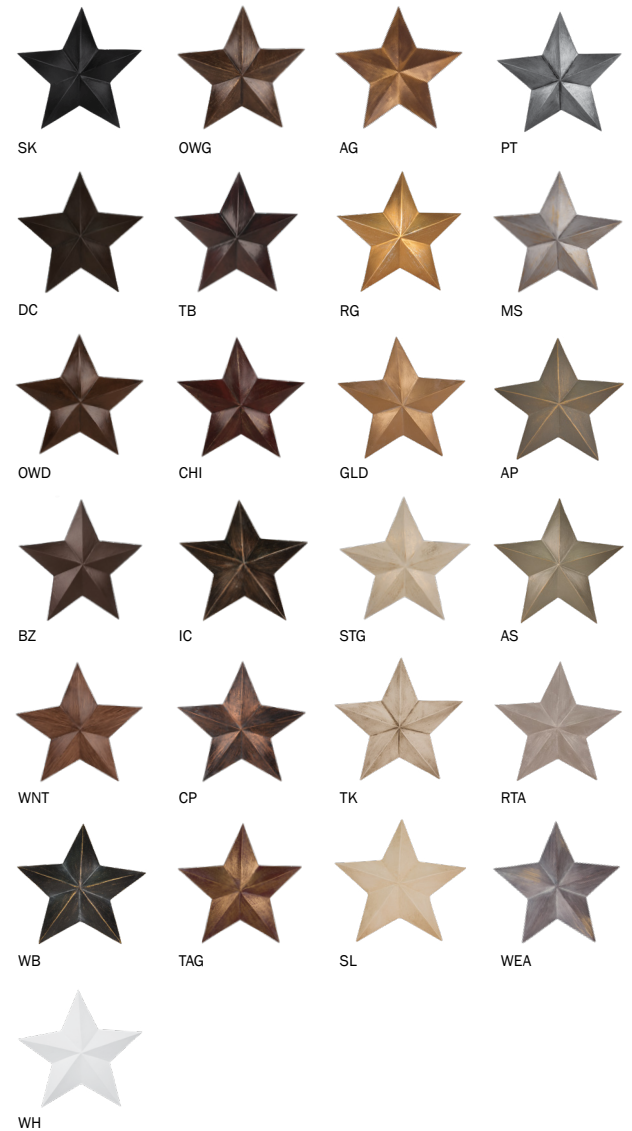 SK OWG AG PT
DC TB RG MS
OWD CHI GLD AP
BZ IC STG AS
WNT CP TK RTA
WB TAG SL WEA
WH